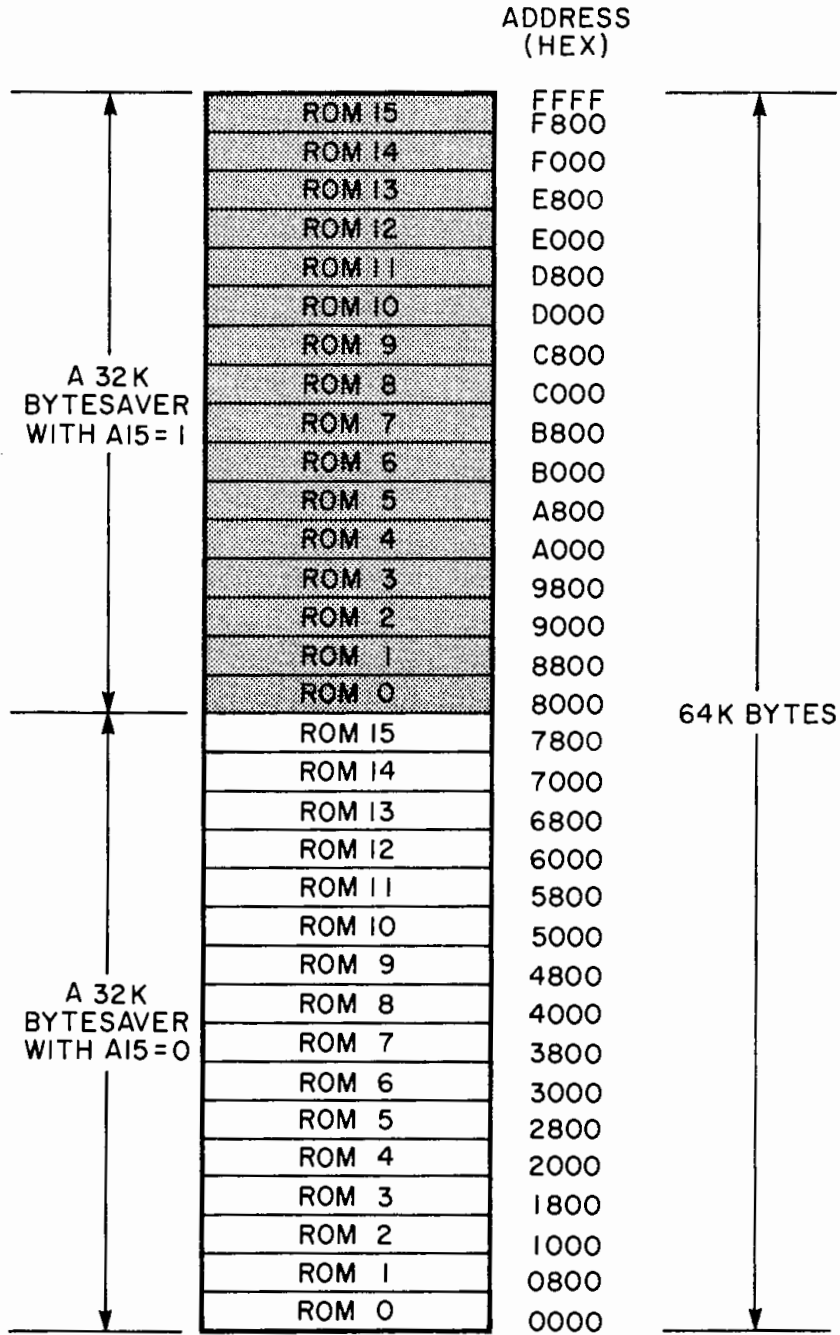 ADDRESS
(HEX)
FFFF
ROM 15 F800
ROM 14 F000
ROM 13 E800
ROM 12 E000
ROM 11 D800
ROM 10 D000
ROM 9 C800
ROM 8 C000
ROM 7 B800
ROM 6 B000
ROM 5 A800
ROM 4 A000
ROM 3 9800
ROM 2 9000
ROM 1 8800
ROM 0 8000
A 32K
BYTESAVER
WITH A15=1
ROM 15 7800
ROM 14 7000
ROM 13 6800
ROM 12 6000
ROM 11 5800
ROM 10 5000
ROM 9 4800
ROM 8 4000
ROM 7 3800
ROM 6 3000
ROM 5 2800
ROM 4 2000
ROM 3 1800
ROM 2 1000
ROM 1 0800
ROM 0 0000
A 32K
BYTESAVER
WITH A15=0
64K BYTES